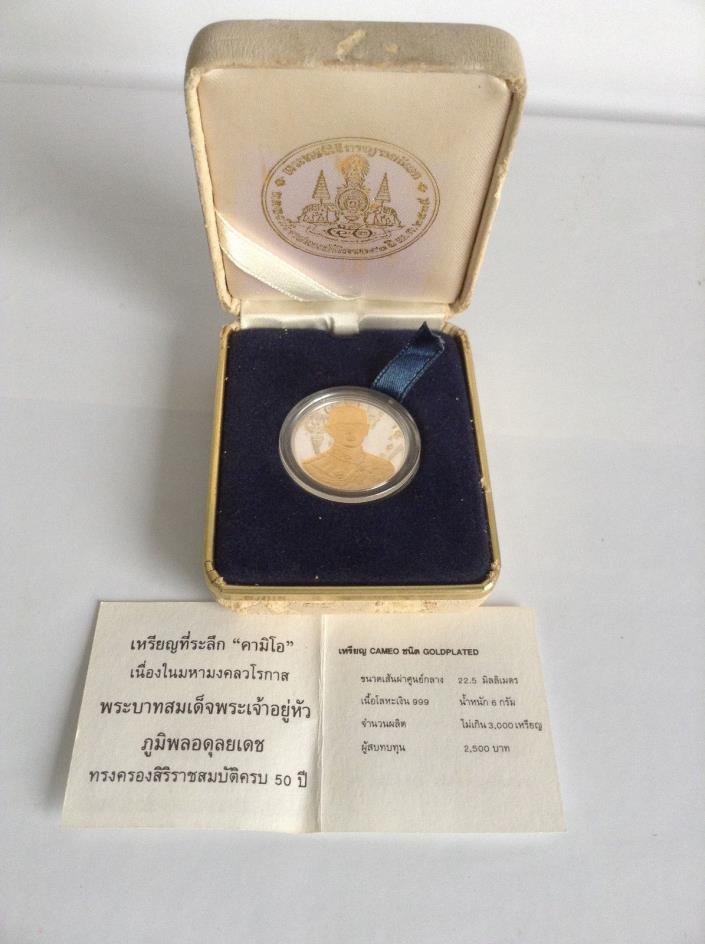 ๕๐
เหรียญที่ระลึก “คามิโอ”
เนื่องในมหามงคลวโรกาส
พระบาทสมเด็จพระเจ้าอยู่หัว
ภูมิพลอดุลยเดช
ทรงครองสิริราชสมบัติครบ 50 ปี
เหรียญ CAMEO ชนิด GOLDPLATED
ขนาดเส้นผ่าศูนย์กลาง 22.5 มิลลิเมตร
เนื้อโลหะเงิน 999 น้ำหนัก 6 กรัม
จำนวนผลิต ไม่เกิน 3,000 เหรียญ
ผู้สบทบทุน 2,500 บาท